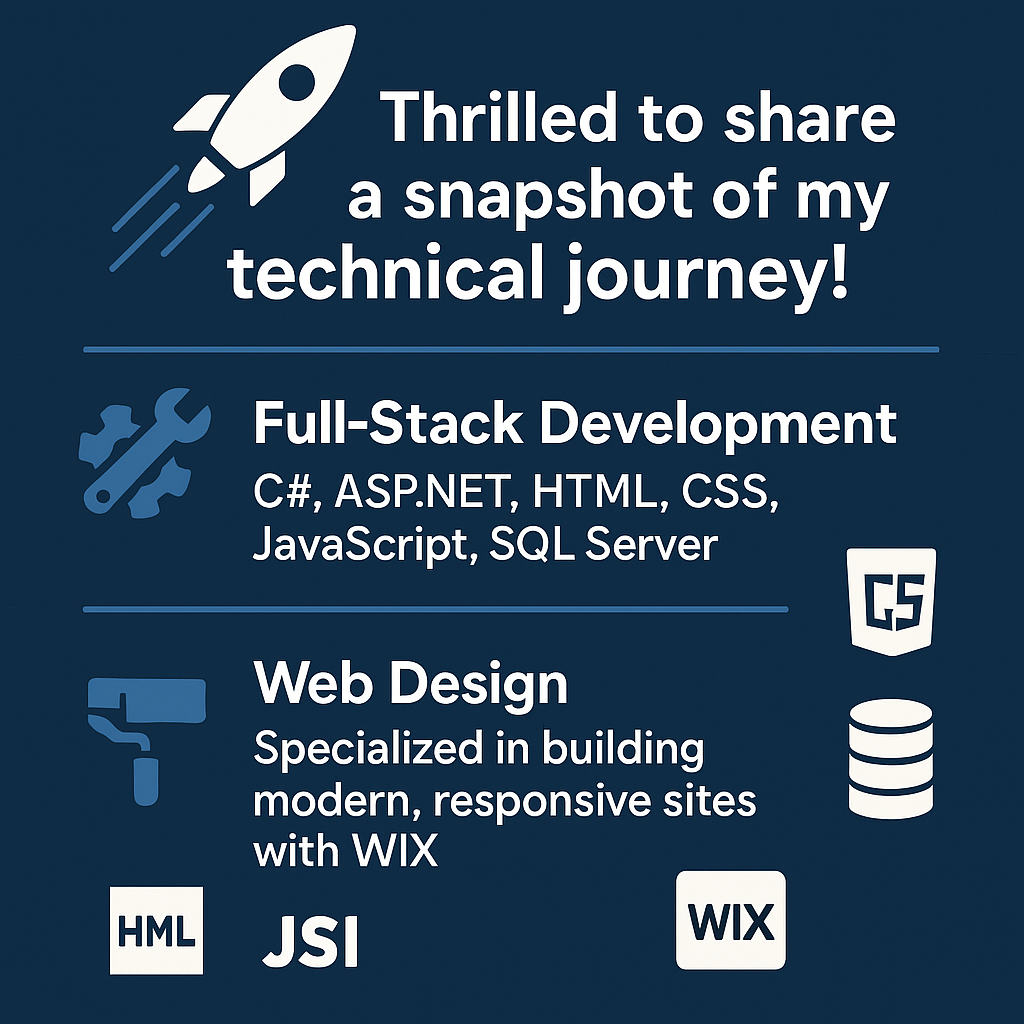 Thrilled to share
a snapshot of my
technical journey!
Full-Stack Development
C#, ASP.NET, HTML, CSS,
JavaScript, SQL Server
GS
Web Design
Specialized in building
modern, responsive sites
with WIX
HML
JSI
WIX